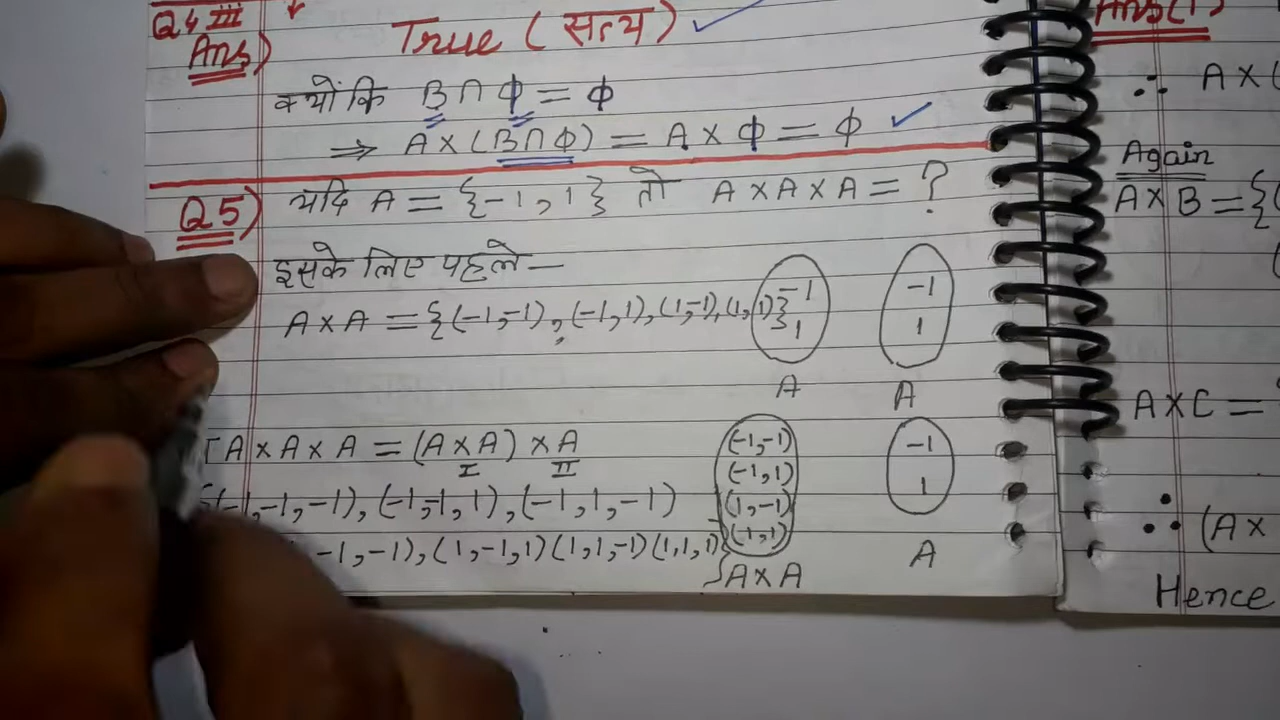 Q4 III
Ans) True (सत्य) ✓
क्योंकि B∩Φ = Φ
⇒ A×(B∩Φ) = A×Φ = Φ ✓
Q5) यदि A = {-1,1} तो A×A×A = ?
इसके लिए पहले—
A×A = {(-1,-1), (-1,1), (1,-1), (1,1)}
-1
1
A
-1
1
A
A×A×A = (A×A) × A
I II
{(-1,-1,-1), (-1,-1,1), (-1,1,-1)
-1,-1), (1,-1,1) (1,1,-1) (1,1,1)}
(-1,-1)
(-1,1)
(1,-1)
(1,1)
A×A
-1
1
A
Ans(1)
∴ A×(
Again
A×B = {(
A×C =
∴ (A×
Hence